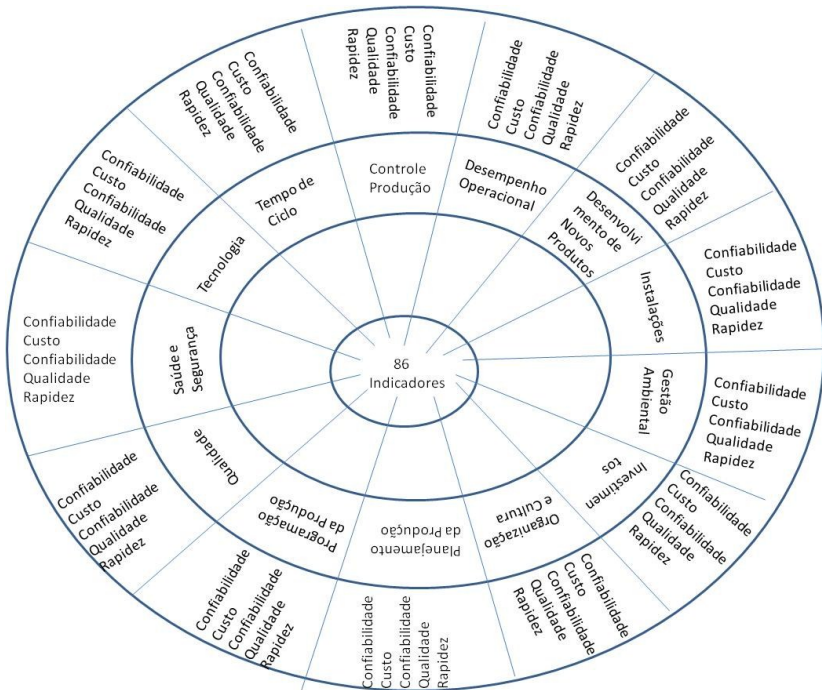 86
Indicadores
Controle
Produção
Desempenho
Operacional
Desenvolvi
mento de
Novos
Produtos
Instalações
Gestão
Ambiental
Investimen
tos
Organização
e Cultura
Planejamento
da Produção
Programação
da Produção
Qualidade
Saúde e
Segurança
Tecnologia
Tempo de
Ciclo
Confiabilidade
Custo
Confiabilidade
Qualidade
Rapidez
Confiabilidade
Custo
Confiabilidade
Qualidade
Rapidez
Confiabilidade
Custo
Confiabilidade
Qualidade
Rapidez
Confiabilidade
Custo
Confiabilidade
Qualidade
Rapidez
Confiabilidade
Custo
Confiabilidade
Qualidade
Rapidez
Confiabilidade
Custo
Confiabilidade
Qualidade
Rapidez
Confiabilidade
Custo
Confiabilidade
Qualidade
Rapidez
Confiabilidade
Custo
Confiabilidade
Qualidade
Rapidez
Confiabilidade
Custo
Confiabilidade
Qualidade
Rapidez
Confiabilidade
Custo
Confiabilidade
Qualidade
Rapidez
Confiabilidade
Custo
Confiabilidade
Qualidade
Rapidez
Confiabilidade
Custo
Confiabilidade
Qualidade
Rapidez
Confiabilidade
Custo
Confiabilidade
Qualidade
Rapidez